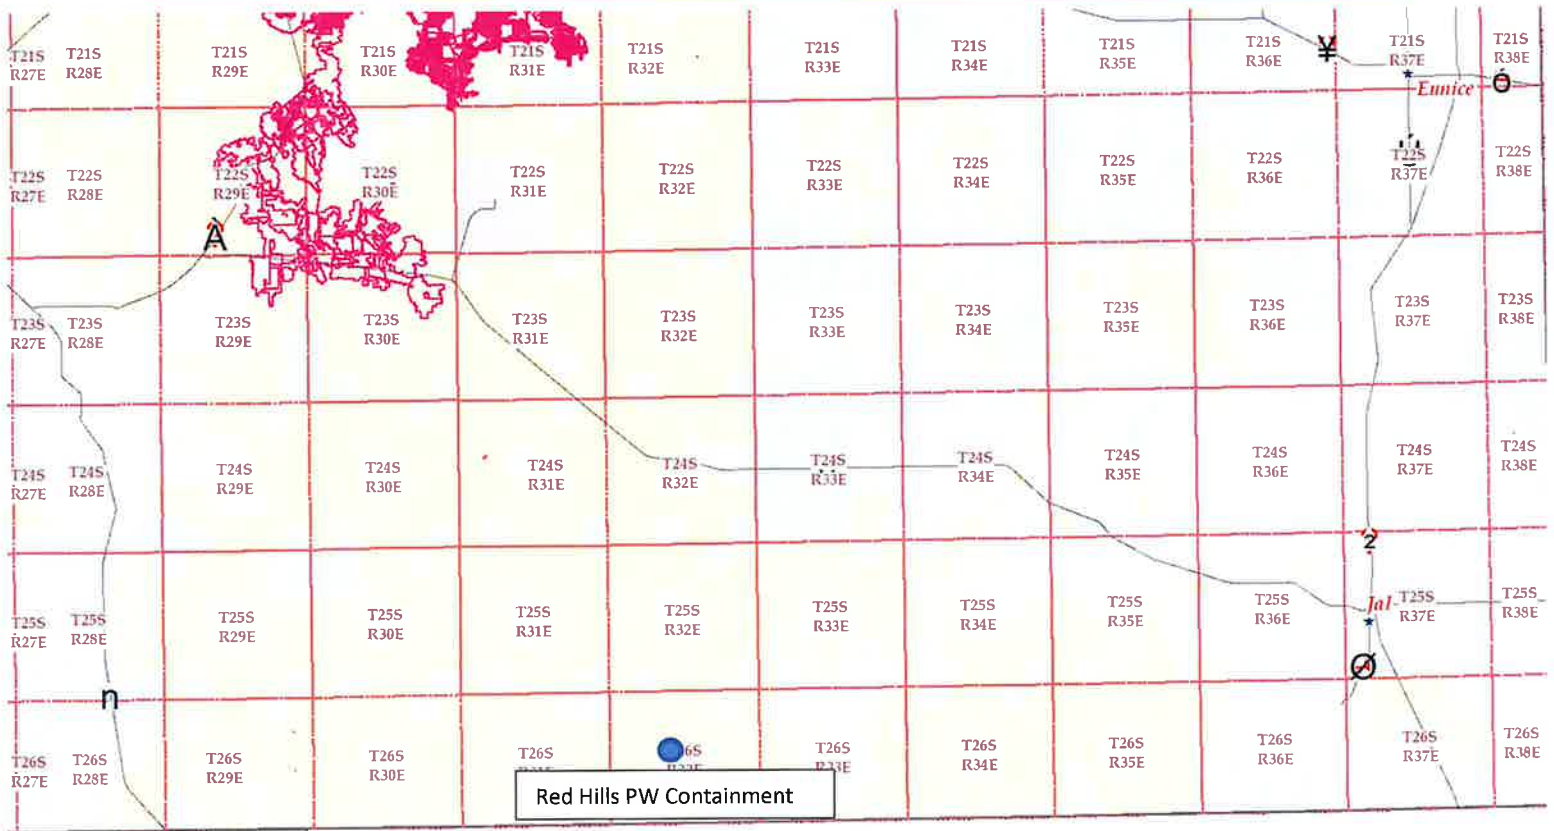 T21S T21S T21S T21S T21S T21S T21S T21S T21S T21S ¥ T21S T21S
R27E R28E R29E R30E R31E R32E R33E R34E R35E R36E R37E R38E
Eunice Ó
T22S T22S T22S T22S T22S T22S T22S T22S T22S T22S T22S T22S
R27E R28E R29E R30E R31E R32E R33E R34E R35E R36E R37E R38E
À
T23S T23S T23S T23S T23S T23S T23S T23S T23S T23S T23S T23S
R27E R28E R29E R30E R31E R32E R33E R34E R35E R36E R37E R38E
T24S T24S T24S T24S T24S T24S T24S T24S T24S T24S T24S T24S
R27E R28E R29E R30E R31E R32E R33E R34E R35E R36E R37E R38E
2
T25S T25S T25S T25S T25S T25S T25S T25S T25S T25S Jal T25S T25S
R27E R28E R29E R30E R31E R32E R33E R34E R35E R36E R37E R38E
n Ø
T26S T26S T26S T26S T26S 6S T26S T26S T26S T26S T26S T26S
R27E R28E R29E R30E R33E R34E R35E R36E R37E R38E
Red Hills PW Containment